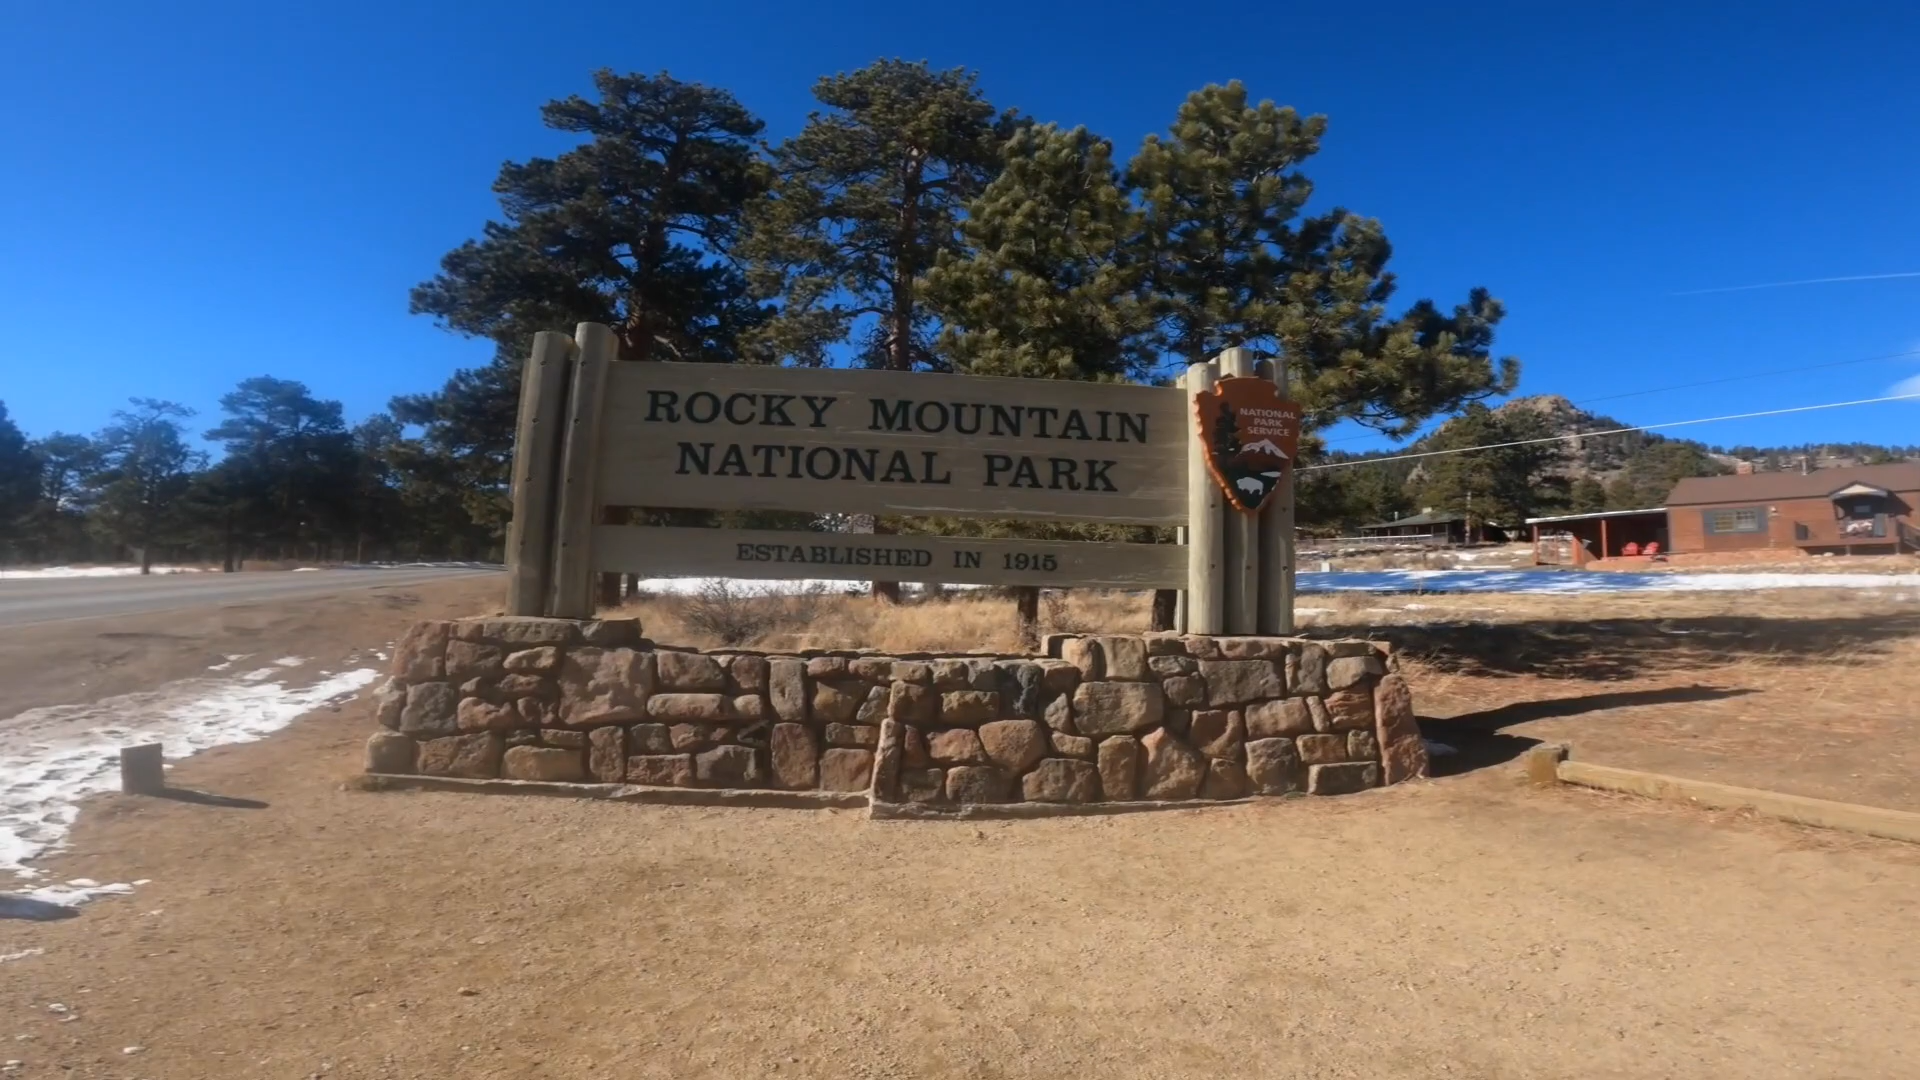 ROCKY MOUNTAIN
NATIONAL PARK
ESTABLISHED IN 1915
NATIONAL
PARK
SERVICE